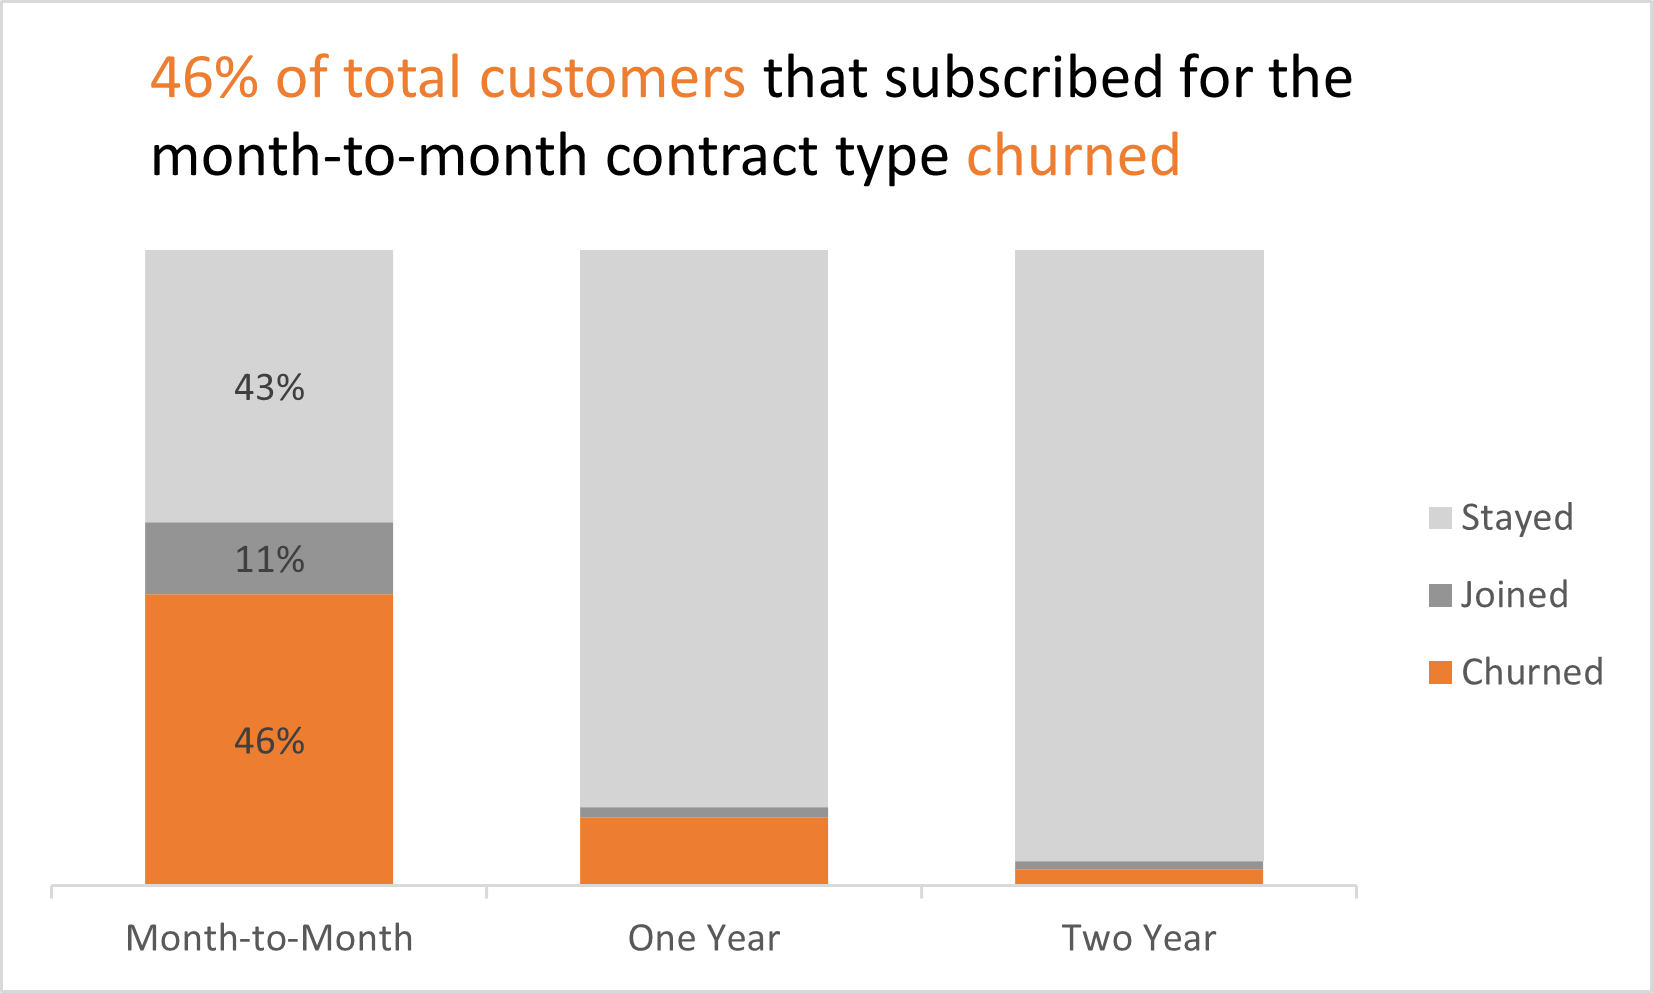 46% of total customers that subscribed for the
month-to-month contract type churned
43%
11%
46%
Stayed
Joined
Churned
Month-to-Month
One Year
Two Year